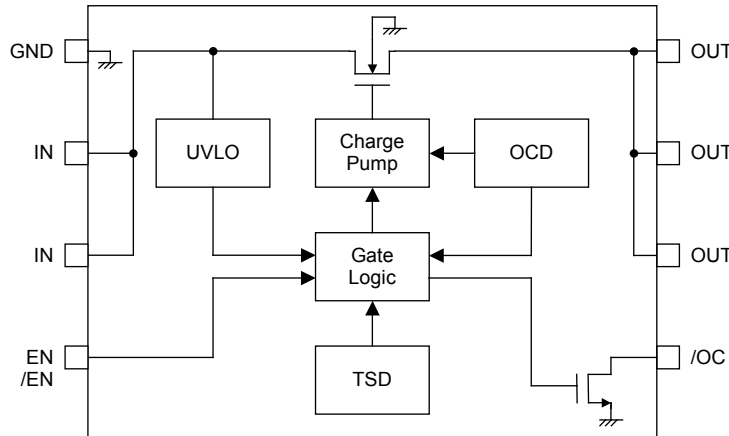 GND
OUT
IN
UVLO
Charge
Pump
OCD
OUT
IN
Gate
Logic
OUT
EN
/EN
TSD
/OC